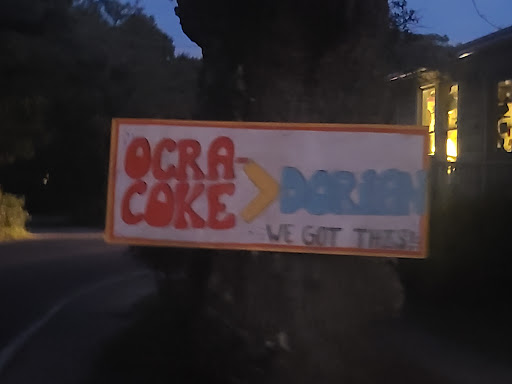 OCRA-
COKE > DORIAN
WE GOT THIS!